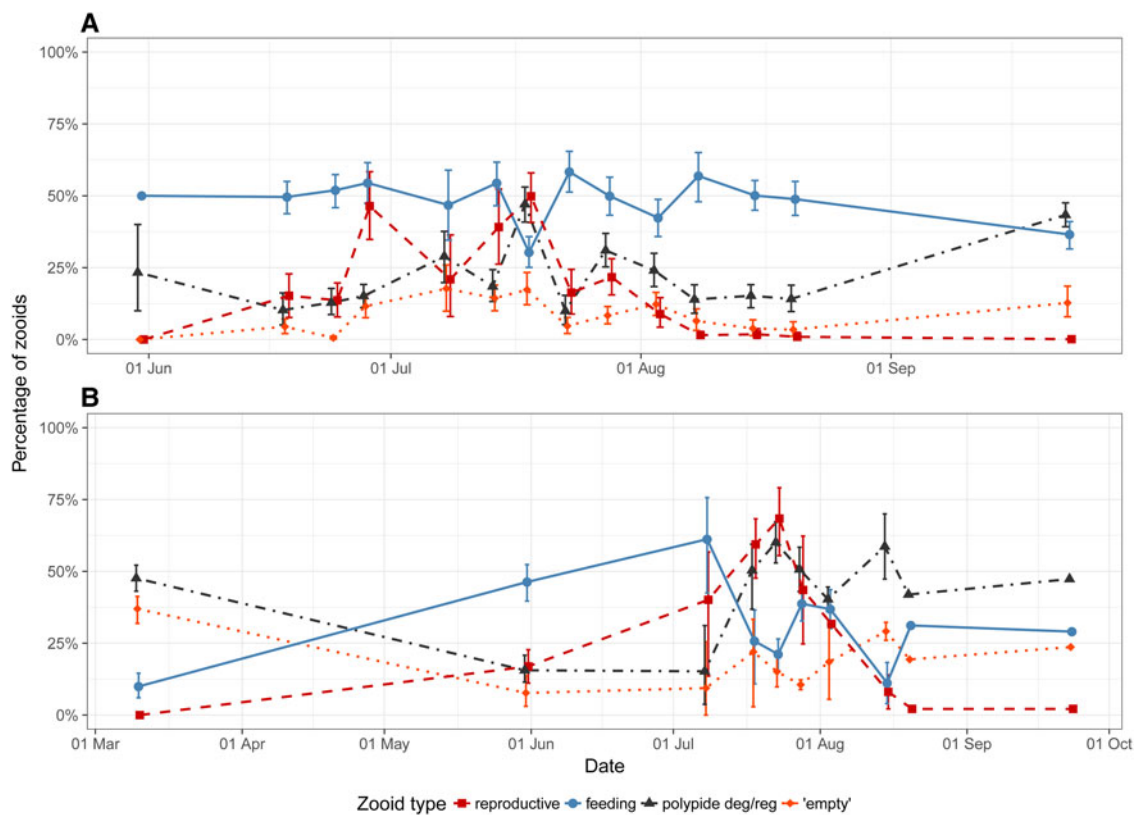 A
100%
75%
50%
25%
0%
01 Jun 01 Jul 01 Aug 01 Sep
Percentage of zooids
B
100%
75%
50%
25%
0%
01 Mar 01 Apr 01 May 01 Jun 01 Jul 01 Aug 01 Sep 01 Oct
Date
Zooid type reproductive feeding polypide deg/reg 'empty'